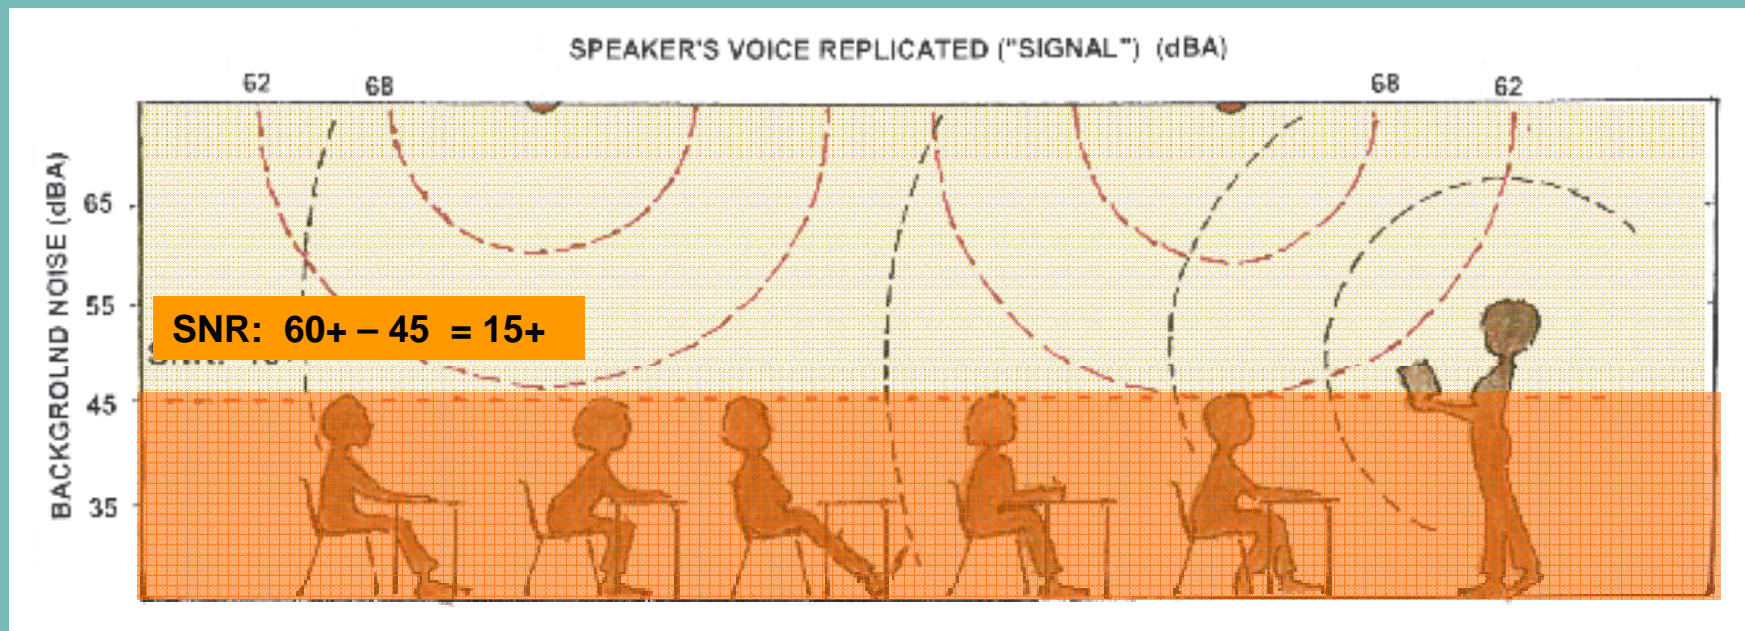 SPEAKER'S VOICE REPLICATED ("SIGNAL") (dBA)
62 68 68 62
BACKGROUND NOISE (dBA)
65
55
SNR: 60+ – 45 = 15+
45
35